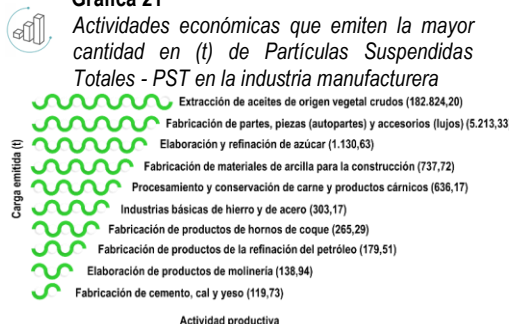 Gráfica 21
Actividades económicas que emiten la mayor
cantidad en (t) de Partículas Suspendidas
Totales - PST en la industria manufacturera
Extracción de aceites de origen vegetal crudos (182.824,20)
Fabricación de partes, piezas (autopartes) y accesorios (lujos) (5.213,33
Elaboración y refinación de azúcar (1.130,63)
Fabricación de materiales de arcilla para la construcción (737,72)
Procesamiento y conservación de carne y productos cárnicos (636,17)
Industrias básicas de hierro y de acero (303,17)
Fabricación de productos de hornos de coque (265,29)
Fabricación de productos de la refinación del petróleo (179,51)
Elaboración de productos de molinería (138,94)
Fabricación de cemento, cal y yeso (119,73)
Carga emitida (t)
Actividad productiva